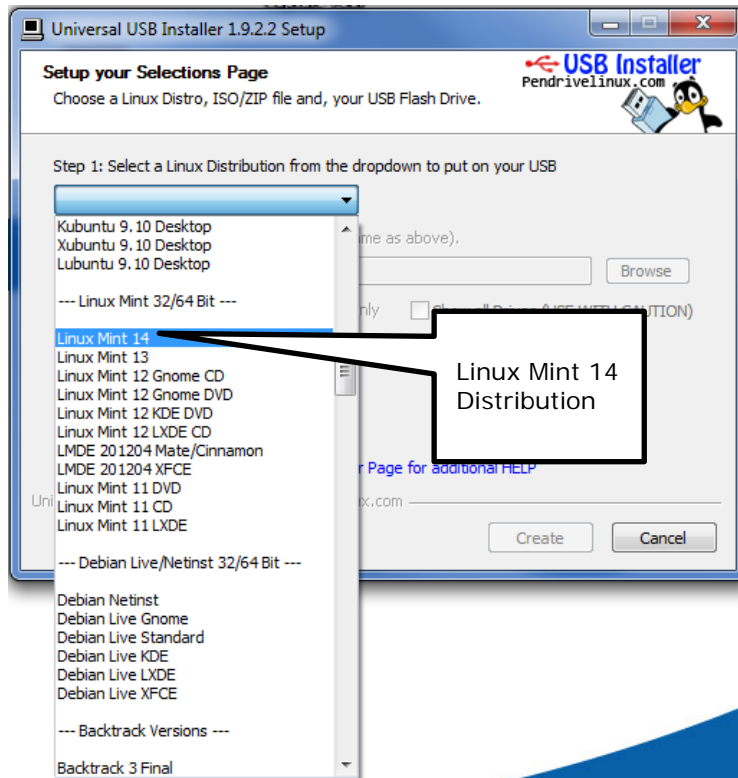 Universal USB Installer 1.9.2.2 Setup
Setup your Selections Page
Choose a Linux Distro, ISO/ZIP file and, your USB Flash Drive.
USB Installer
Pendrivelinux.com
Step 1: Select a Linux Distribution from the dropdown to put on your USB
Kubuntu 9.10 Desktop
Xubuntu 9.10 Desktop
Lubuntu 9.10 Desktop
--- Linux Mint 32/64 Bit ---
Linux Mint 14
Linux Mint 13
Linux Mint 12 Gnome CD
Linux Mint 12 Gnome DVD
Linux Mint 12 KDE DVD
Linux Mint 12 LXDE CD
LMDE 201204 Mate/Cinnamon
LMDE 201204 XFCE
Linux Mint 11 DVD
Linux Mint 11 CD
Linux Mint 11 LXDE
--- Debian Live/Netinst 32/64 Bit ---
Debian Netinst
Debian Live Gnome
Debian Live Standard
Debian Live KDE
Debian Live LXDE
Debian Live XFCE
--- Backtrack Versions ---
Backtrack 3 Final
as above).
Browse
Linux Mint 14
Distribution
Page for additional HELP
Create
Cancel